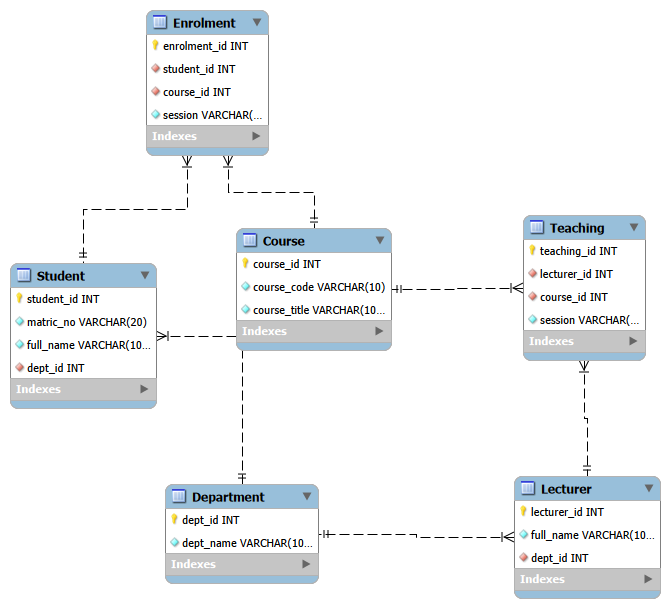 Enrolment
enrolment_id INT
student_id INT
course_id INT
session VARCHAR(...
Indexes
Course
course_id INT
course_code VARCHAR(10)
course_title VARCHAR(10...
Indexes
Teaching
teaching_id INT
lecturer_id INT
course_id INT
session VARCHAR(...
Indexes
Student
student_id INT
matric_no VARCHAR(20)
full_name VARCHAR(10...
dept_id INT
Indexes
Department
dept_id INT
dept_name VARCHAR(10...
Indexes
Lecturer
lecturer_id INT
full_name VARCHAR(10...
dept_id INT
Indexes